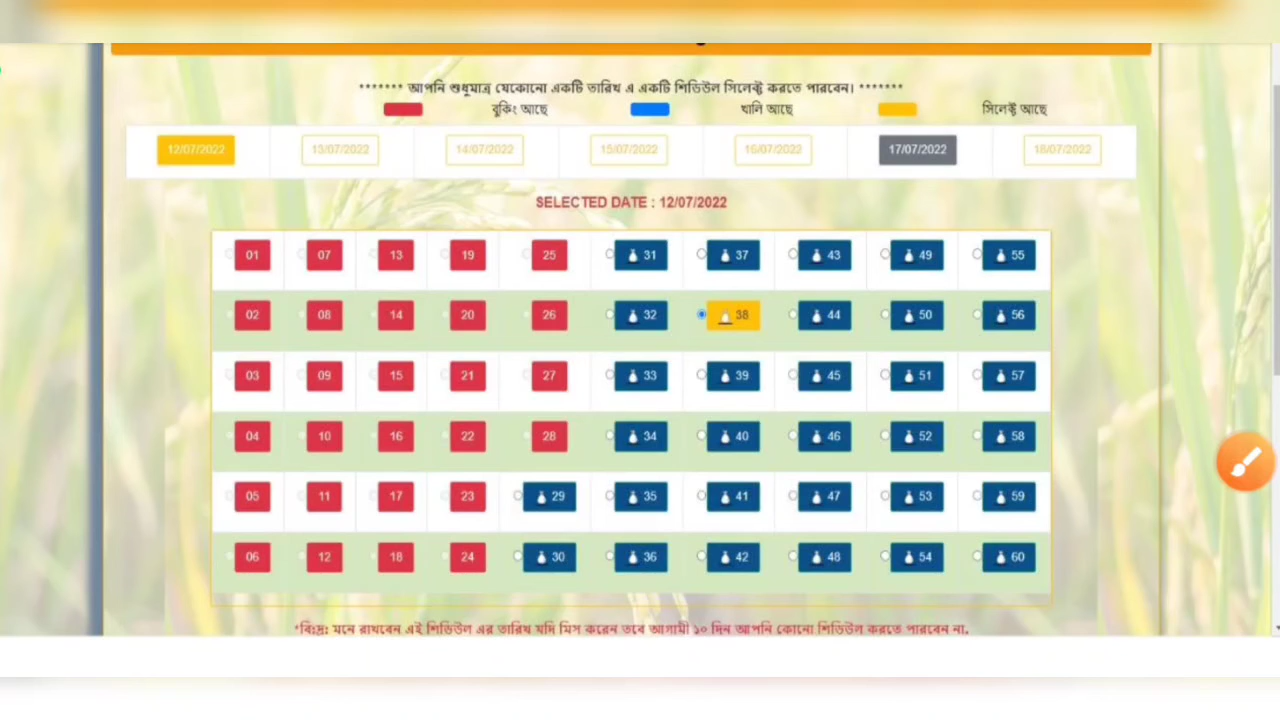 ******* আপনি শুধুমাত্র যেকোনো একটি তারিখ এ একটি শিডিউল সিলেক্ট করতে পারবেন। *******
বুকিং আছে খালি আছে সিলেক্ট আছে
12/07/2022 13/07/2022 14/07/2022 15/07/2022 16/07/2022 17/07/2022 18/07/2022
SELECTED DATE : 12/07/2022
01 07 13 19 25 31 37 43 49 55
02 08 14 20 26 32 38 44 50 56
03 09 15 21 27 33 39 45 51 57
04 10 16 22 28 34 40 46 52 58
05 11 17 23 29 35 41 47 53 59
06 12 18 24 30 36 42 48 54 60
*বি:দ্র: মনে রাখবেন এই শিডিউল এর তারিখ যদি মিস করেন তবে আগামী ১০ দিন আপনি কোনো শিডিউল করতে পারবেন না.